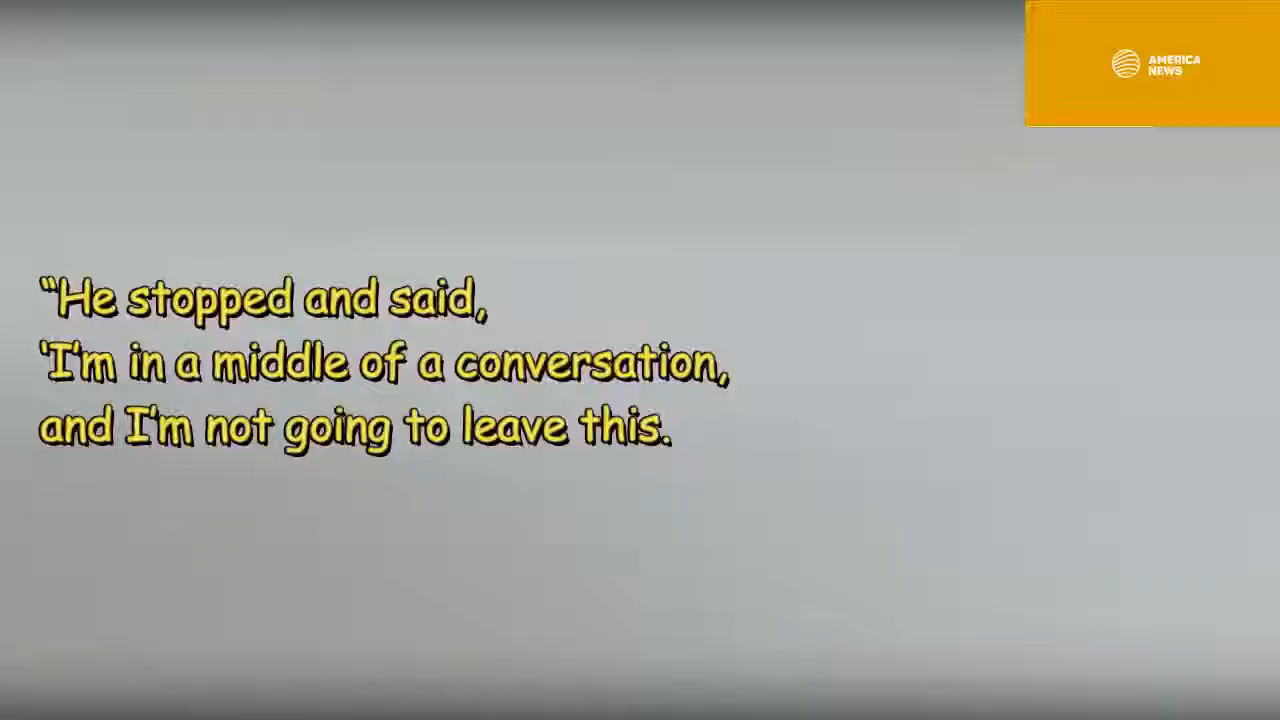 AMERICA
NEWS
“He stopped and said,
‘I’m in a middle of a conversation,
and I’m not going to leave this.